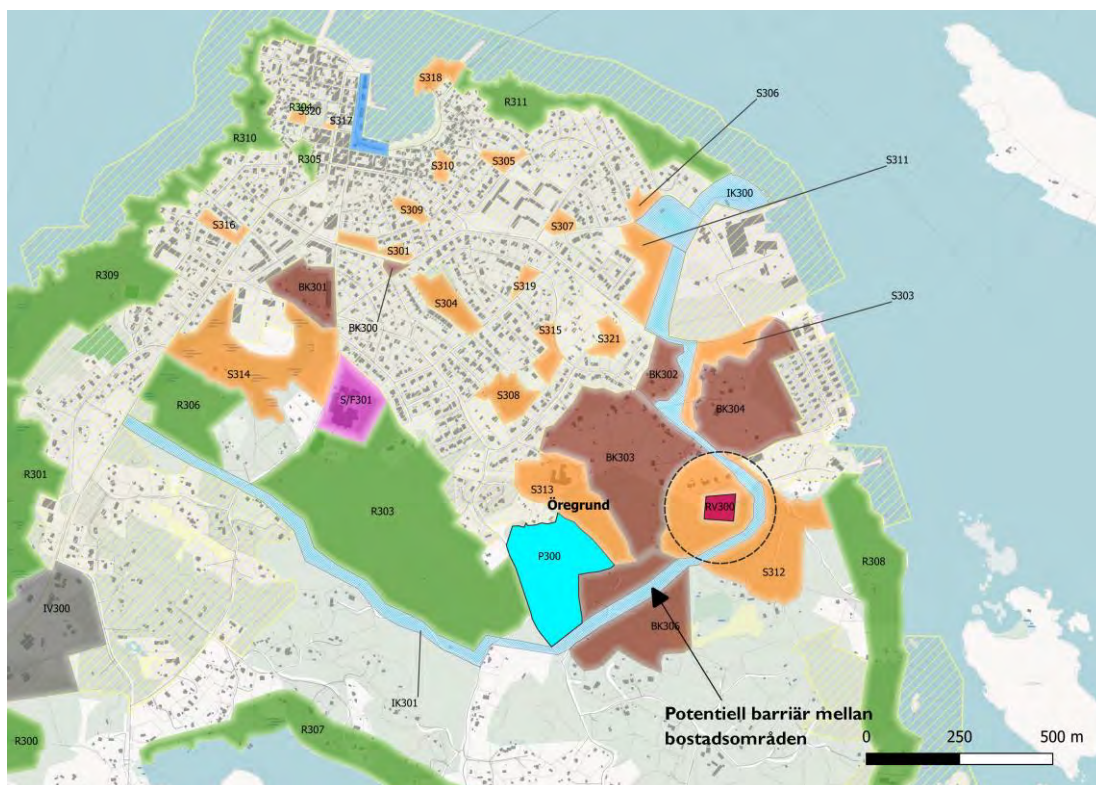 S318
S306
R304
S320
R311
S317
R310
S311
R305
S310
S305
IK300
S309
S316
S307
S301
R309
BK301
S319
S303
S304
BK300
S315
S321
BK302
S314
S/F301
S308
BK304
R306
BK303
R301
S313
RV300
R303
Öregrund
P300
R308
S312
IV300
BK306
IK301
Potentiell barriär mellan
bostadsområden
R307
R300
0 250 500 m